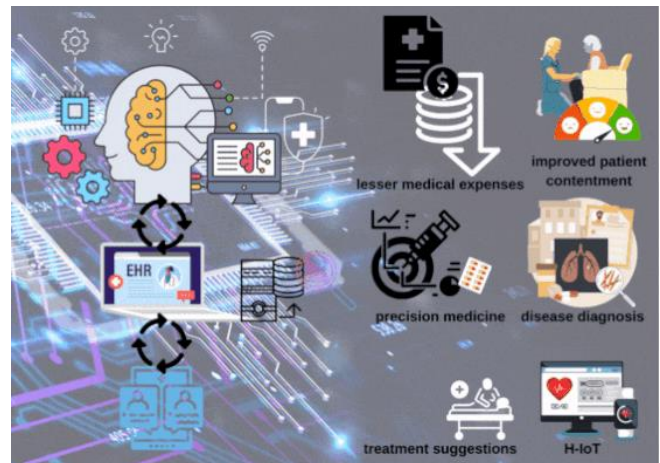 $
lesser medical expenses
improved patient
contentment
EHR
precision medicine
disease diagnosis
treatment suggestions
H-IoT